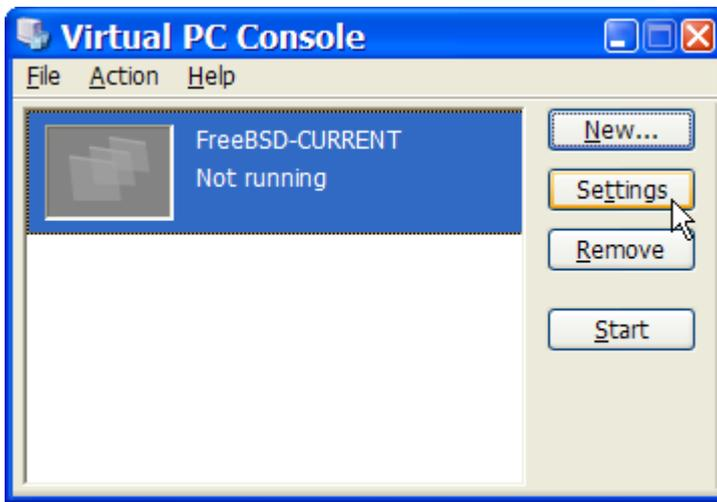 Virtual PC Console
File Action Help
FreeBSD-CURRENT
Not running
New...
Settings
Remove
Start